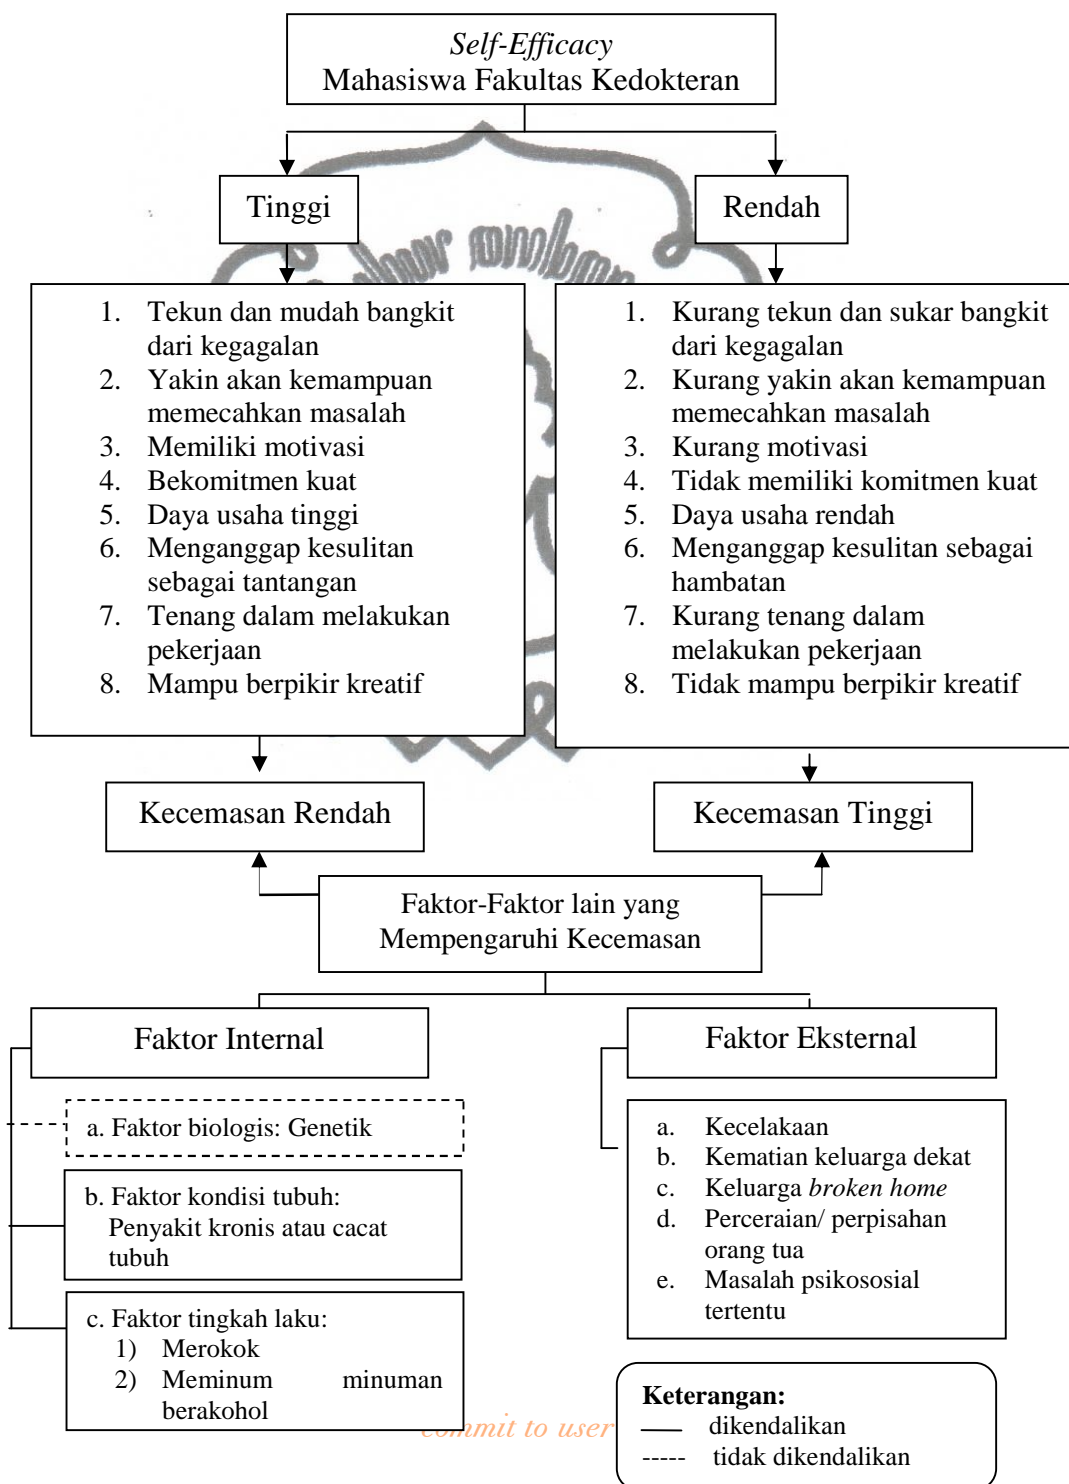 Self-Efficacy
Mahasiswa Fakultas Kedokteran
Tinggi
Rendah
1. Tekun dan mudah bangkit
dari kegagalan
2. Yakin akan kemampuan
memecahkan masalah
3. Memiliki motivasi
4. Bekomitmen kuat
5. Daya usaha tinggi
6. Menganggap kesulitan
sebagai tantangan
7. Tenang dalam melakukan
pekerjaan
8. Mampu berpikir kreatif
1. Kurang tekun dan sukar bangkit
dari kegagalan
2. Kurang yakin akan kemampuan
memecahkan masalah
3. Kurang motivasi
4. Tidak memiliki komitmen kuat
5. Daya usaha rendah
6. Menganggap kesulitan sebagai
hambatan
7. Kurang tenang dalam
melakukan pekerjaan
8. Tidak mampu berpikir kreatif
Kecemasan Rendah
Kecemasan Tinggi
Faktor-Faktor lain yang
Mempengaruhi Kecemasan
Faktor Internal
Faktor Eksternal
a. Faktor biologis: Genetik
b. Faktor kondisi tubuh:
Penyakit kronis atau cacat
tubuh
c. Faktor tingkah laku:
1) Merokok
2) Meminum minuman
berakohol
a. Kecelakaan
b. Kematian keluarga dekat
c. Keluarga broken home
d. Perceraian/ perpisahan
orang tua
e. Masalah psikososial
tertentu
Keterangan:
dikendalikan
tidak dikendalikan
commit to user